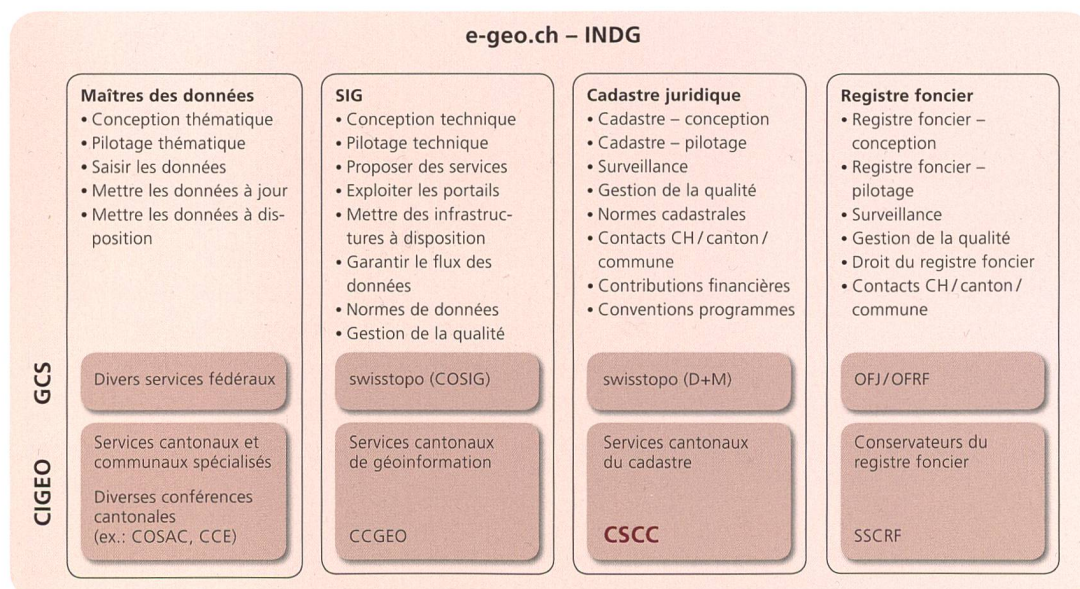 e-geo.ch – INDG
Maîtres des données
• Conception thématique
• Pilotage thématique
• Saisir les données
• Mettre les données à jour
• Mettre les données à dis-
position
SIG
• Conception technique
• Pilotage technique
• Proposer des services
• Exploiter les portails
• Mettre des infrastruc-
tures à disposition
• Garantir le flux des
données
• Normes de données
• Gestion de la qualité
Cadastre juridique
• Cadastre – conception
• Cadastre – pilotage
• Surveillance
• Gestion de la qualité
• Normes cadastrales
• Contacts CH / canton /
commune
• Contributions financières
• Conventions programmes
Registre foncier
• Registre foncier –
conception
• Registre foncier –
pilotage
• Surveillance
• Gestion de la qualité
• Droit du registre foncier
• Contacts CH / canton /
commune
GCS
Divers services fédéraux
swisstopo (COSIG)
swisstopo (D+M)
OFJ / OFRF
CIGEO
Services cantonaux et
communaux spécialisés
Diverses conférences
cantonales
(ex.: COSAC, CCE)
Services cantonaux
de géoinformation
CCGEO
Services cantonaux
du cadastre
CSCC
Conservateurs du
registre foncier
SSCRF